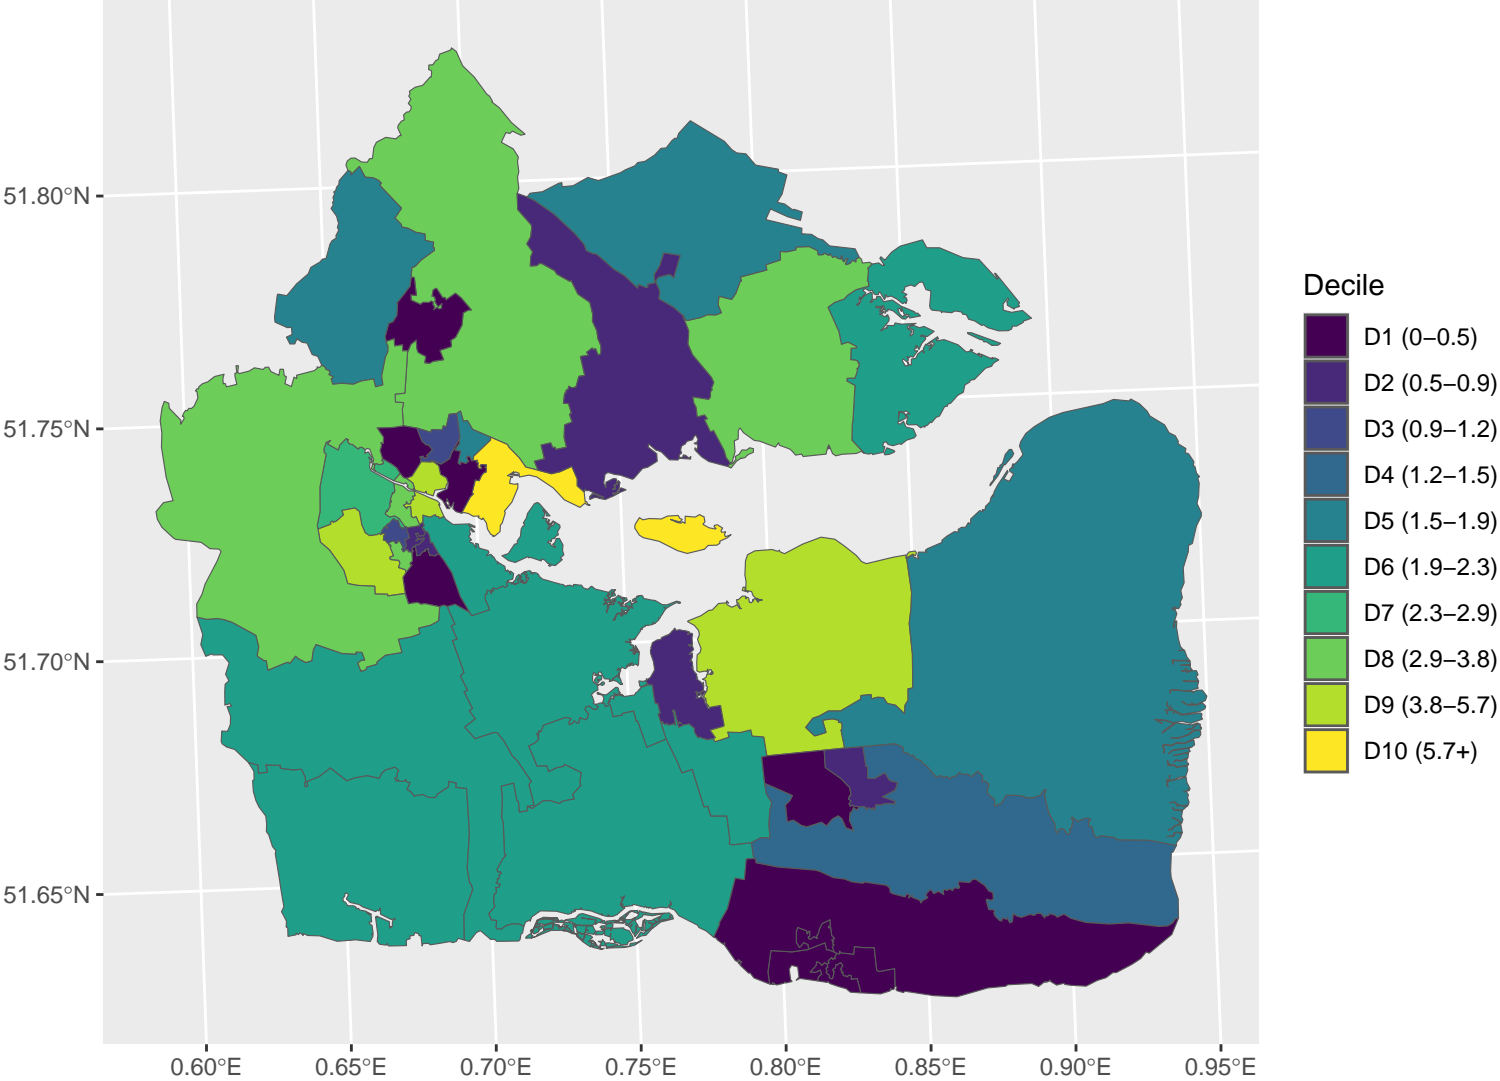 51.80°N
51.75°N
51.70°N
51.65°N
0.60°E
0.65°E
0.70°E
0.75°E
0.80°E
0.85°E
0.90°E
0.95°E
Decile
D1 (0–0.5)
D2 (0.5–0.9)
D3 (0.9–1.2)
D4 (1.2–1.5)
D5 (1.5–1.9)
D6 (1.9–2.3)
D7 (2.3–2.9)
D8 (2.9–3.8)
D9 (3.8–5.7)
D10 (5.7+)